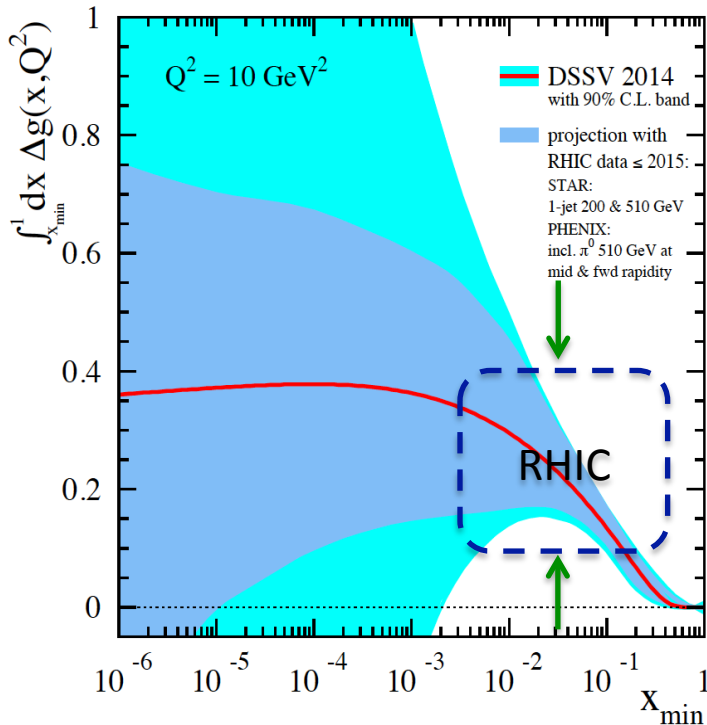 1
0.8
0.6
0.4
0.2
0
∫¹ₓₘᵢₙ dx Δg(x,Q²)
Q² = 10 GeV²
DSSV 2014
with 90% C.L. band
projection with
RHIC data ≤ 2015:
STAR:
1-jet 200 & 510 GeV
PHENIX:
incl. π⁰ 510 GeV at
mid & fwd rapidity
RHIC
10⁻⁶ 10⁻⁵ 10⁻⁴ 10⁻³ 10⁻² 10⁻¹ 1
xₘᵢₙ